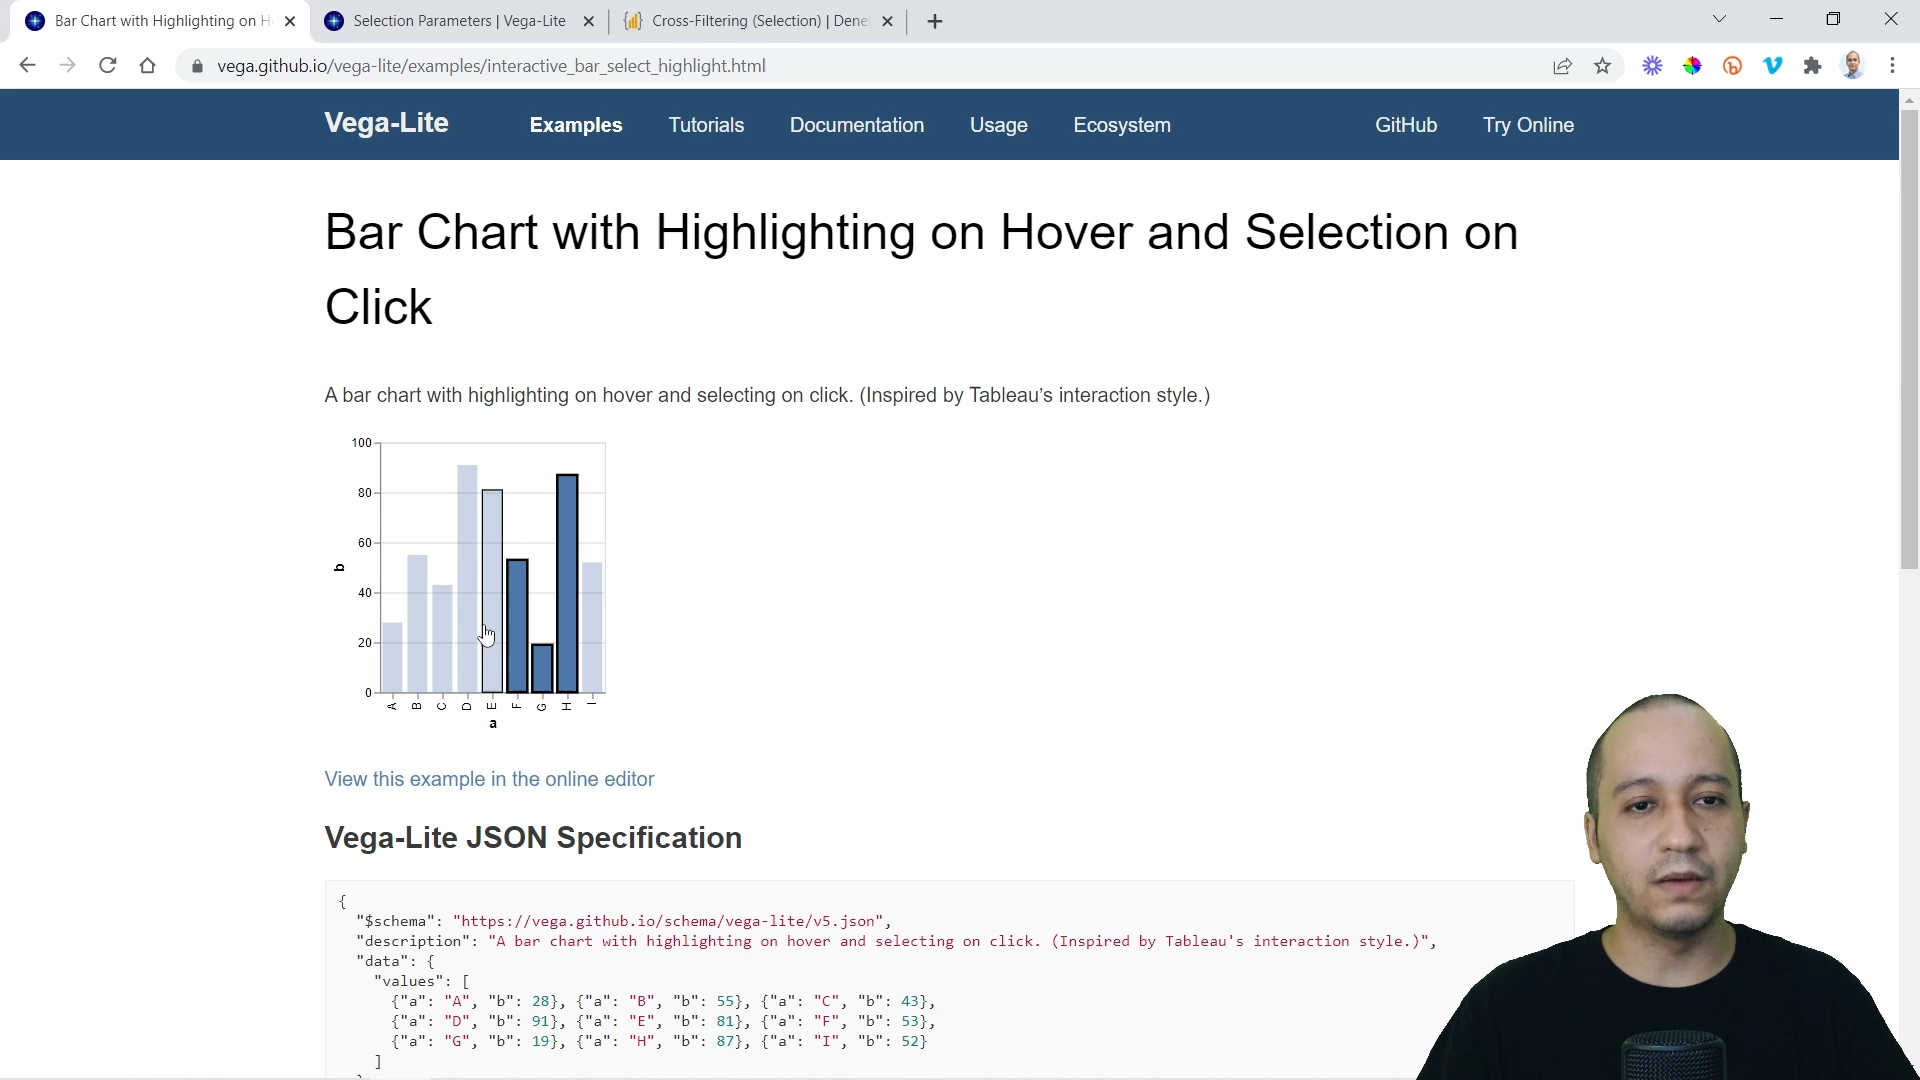 Bar Chart with Highlighting on H
Selection Parameters | Vega-Lite
Cross-Filtering (Selection) | Dene
vega.github.io/vega-lite/examples/interactive_bar_select_highlight.html
Vega-Lite
Examples
Tutorials
Documentation
Usage
Ecosystem
GitHub
Try Online
Bar Chart with Highlighting on Hover and Selection on
Click
A bar chart with highlighting on hover and selecting on click. (Inspired by Tableau's interaction style.)
100
80
60
40
20
0
b
A B C D E F G H I
a
View this example in the online editor
Vega-Lite JSON Specification
{
"$schema": "https://vega.github.io/schema/vega-lite/v5.json",
"description": "A bar chart with highlighting on hover and selecting on click. (Inspired by Tableau's interaction style.)",
"data": {
"values": [
{"a": "A", "b": 28}, {"a": "B", "b": 55}, {"a": "C", "b": 43},
{"a": "D", "b": 91}, {"a": "E", "b": 81}, {"a": "F", "b": 53},
{"a": "G", "b": 19}, {"a": "H", "b": 87}, {"a": "I", "b": 52}
]